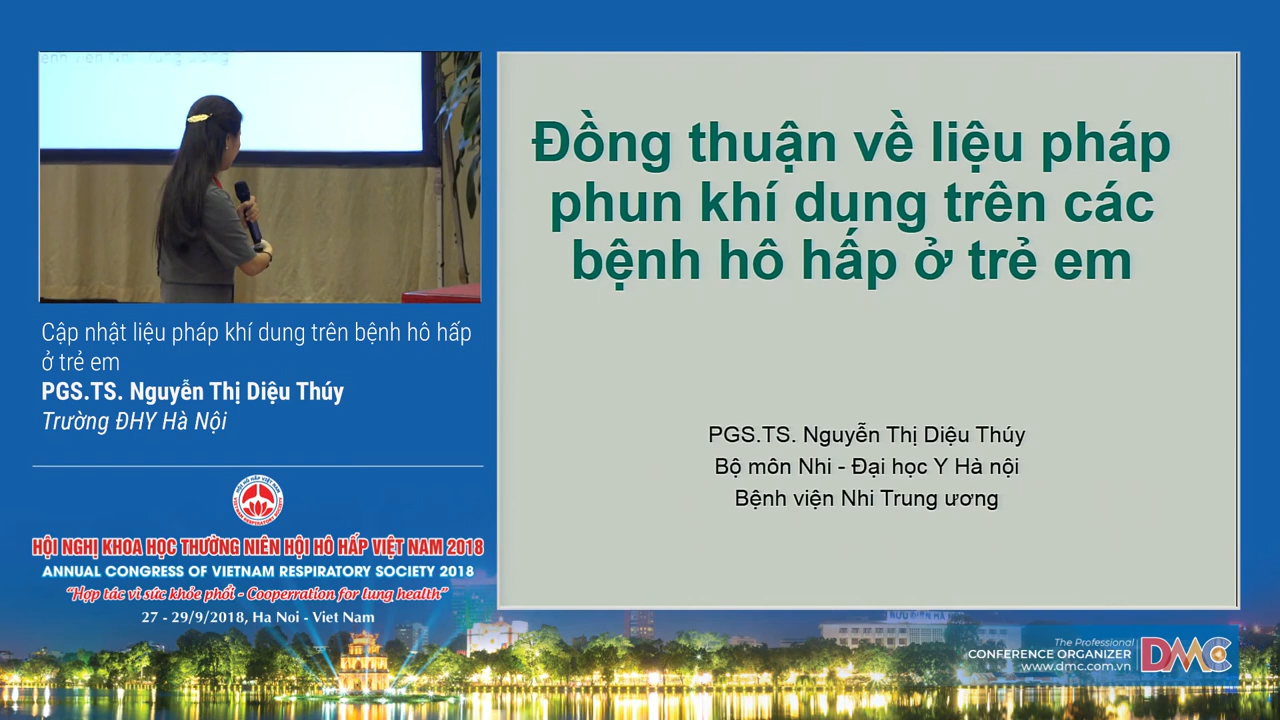 Đồng thuận về liệu pháp
phun khí dung trên các
bệnh hô hấp ở trẻ em
PGS.TS. Nguyễn Thị Diệu Thúy
Bộ môn Nhi - Đại học Y Hà nội
Bệnh viện Nhi Trung ương
Cập nhật liệu pháp khí dung trên bệnh hô hấp
ở trẻ em
PGS.TS. Nguyễn Thị Diệu Thúy
Trường ĐHY Hà Nội
HỘI NGHỊ KHOA HỌC THƯỜNG NIÊN HỘI HÔ HẤP VIỆT NAM 2018
ANNUAL CONGRESS OF VIETNAM RESPIRATORY SOCIETY 2018
“Hợp tác vì sức khỏe phổi - Cooperration for lung health”
27 - 29/9/2018, Ha Noi - Viet Nam
The Professional
CONFERENCE ORGANIZER
www.dmc.com.vn
DMC